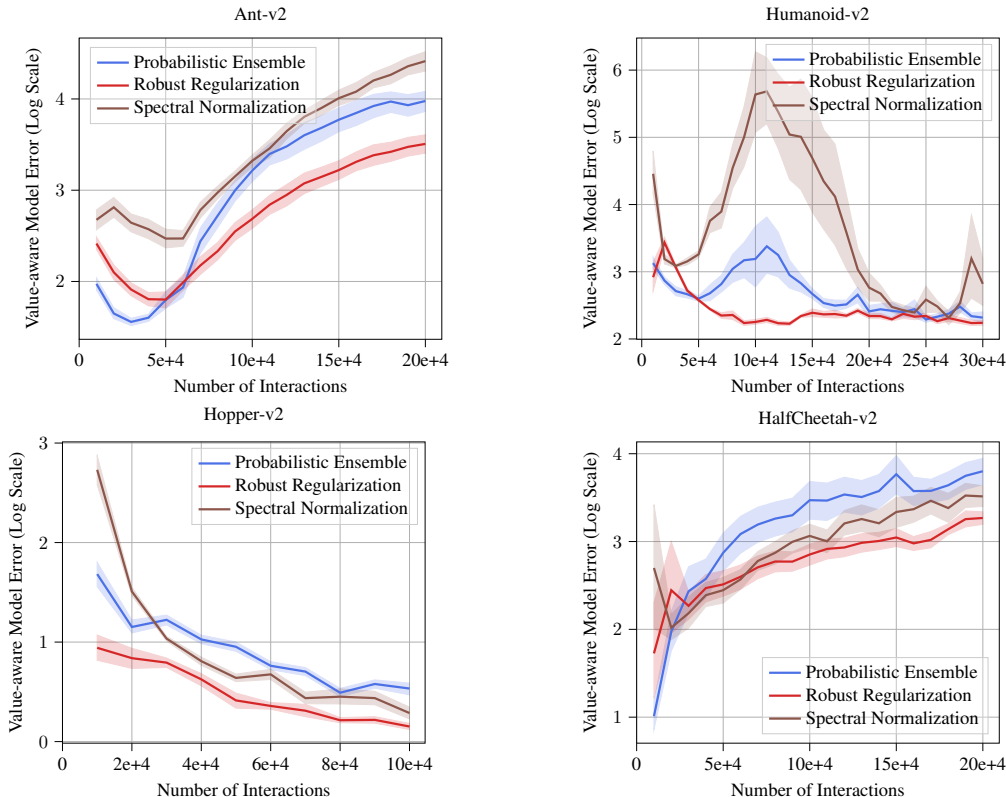 Ant-v2
Value-aware Model Error (Log Scale)
4
3
2
Probabilistic Ensemble
Robust Regularization
Spectral Normalization
5e+4
10e+4
15e+4
20e+4
Number of Interactions
Humanoid-v2
Value-aware Model Error (Log Scale)
6
5
4
3
2
Probabilistic Ensemble
Robust Regularization
Spectral Normalization
0
5e+4
10e+4
15e+4
20e+4
25e+4
30e+4
Number of Interactions
Hopper-v2
Value-aware Model Error (Log Scale)
3
2
1
0
Probabilistic Ensemble
Robust Regularization
Spectral Normalization
0
2e+4
4e+4
6e+4
8e+4
10e+4
Number of Interactions
HalfCheetah-v2
Value-aware Model Error (Log Scale)
4
3
2
1
Probabilistic Ensemble
Robust Regularization
Spectral Normalization
5e+4
10e+4
15e+4
20e+4
Number of Interactions